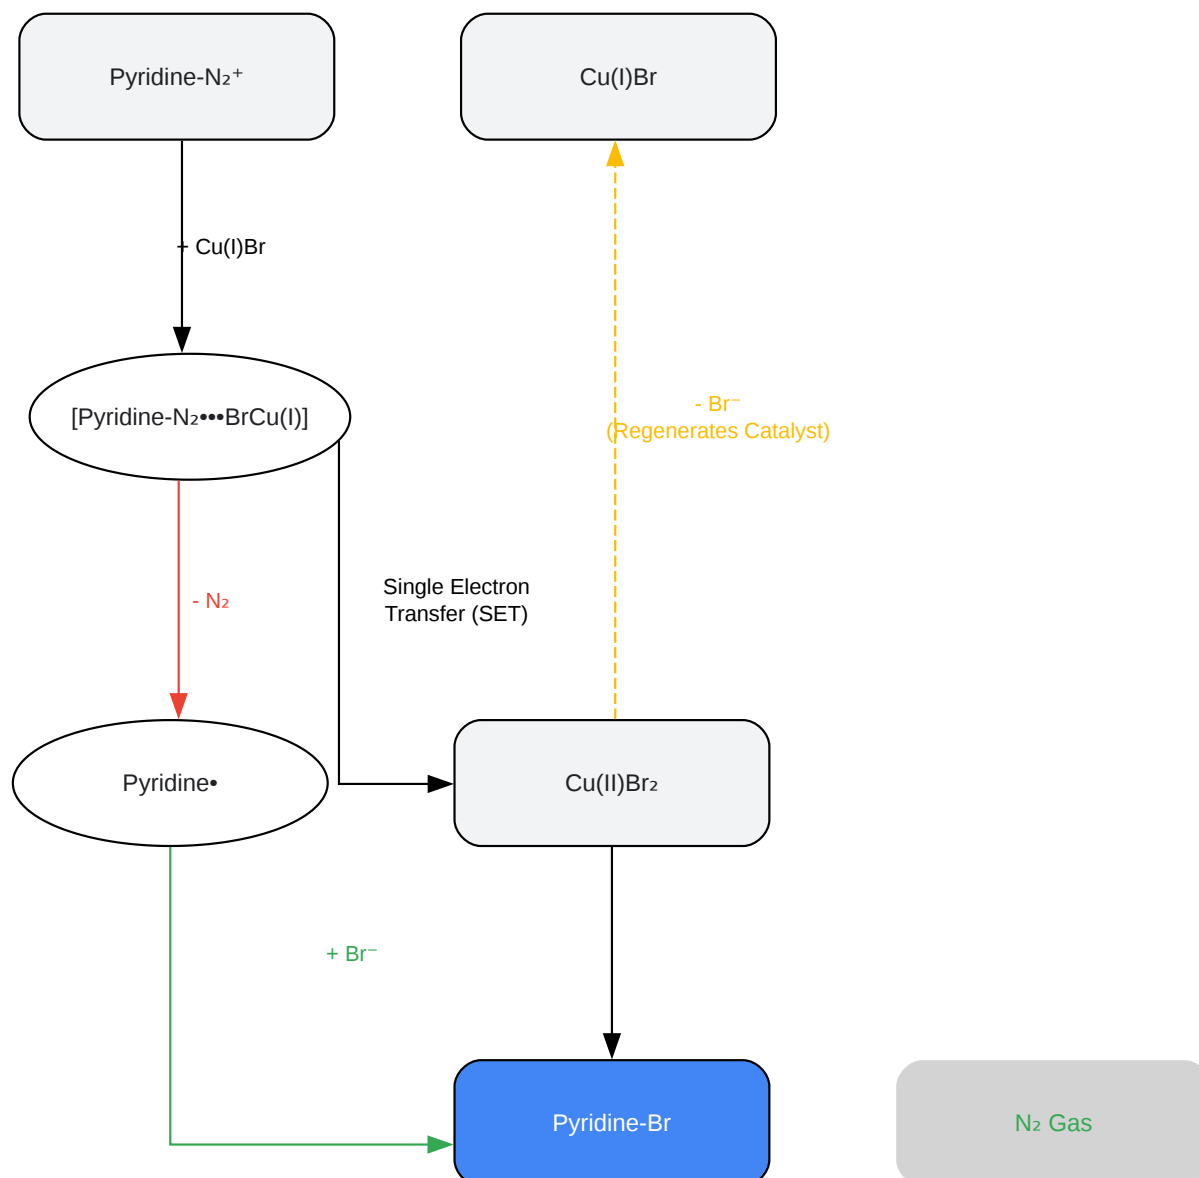 Pyridine-N₂⁺
Cu(I)Br
+ Cu(I)Br
- Br⁻
(Regenerates Catalyst)
[Pyridine-N₂•••BrCu(I)]
Single Electron
Transfer (SET)
- N₂
Pyridine•
Cu(II)Br₂
+ Br⁻
Pyridine-Br
N₂ Gas